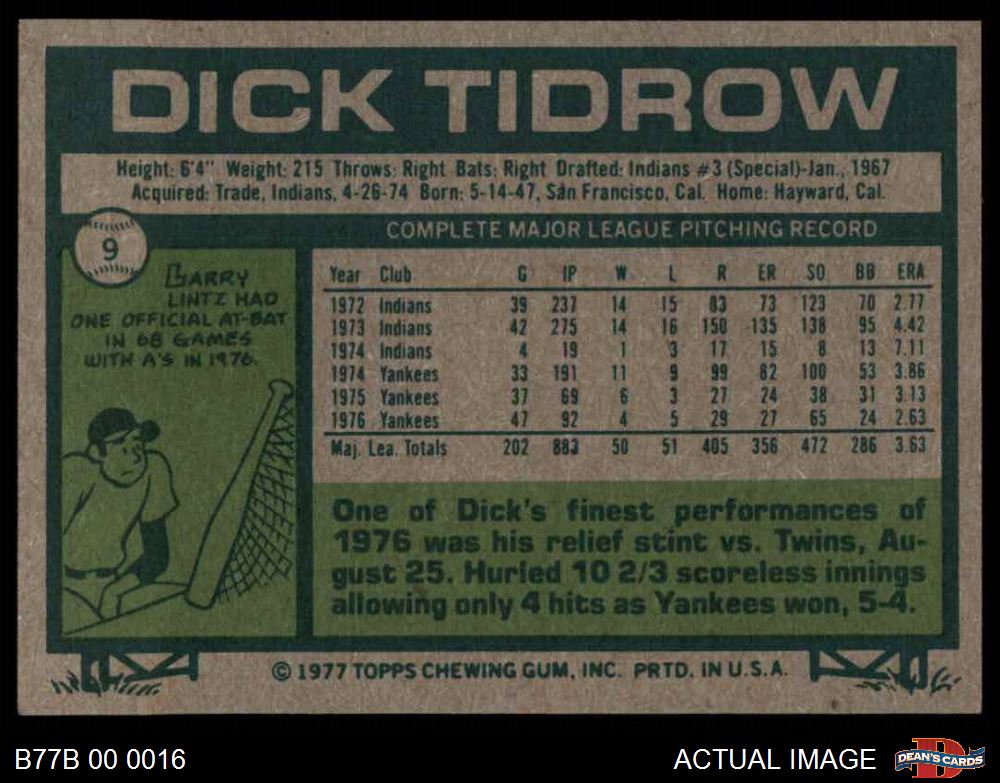 DICK TIDROW
Height: 6'4" Weight: 215 Throws: Right Bats: Right Drafted: Indians #3 (Special)-Jan., 1967
Acquired: Trade, Indians, 4-26-74 Born: 5-14-47, San Francisco, Cal. Home: Hayward, Cal.
9
LARRY
LINTZ HAD
ONE OFFICIAL AT-BAT
IN 68 GAMES
WITH A'S IN 1976.
COMPLETE MAJOR LEAGUE PITCHING RECORD
Year Club G IP W L R ER SO BB ERA
1972 Indians 39 237 14 15 83 73 123 70 2.77
1973 Indians 42 275 14 16 150 135 138 95 4.42
1974 Indians 4 19 1 3 17 15 8 13 7.11
1974 Yankees 33 191 11 9 99 82 100 53 3.86
1975 Yankees 37 69 6 3 27 24 38 31 3.13
1976 Yankees 47 92 4 5 29 27 65 24 2.63
Maj. Lea. Totals 202 883 50 51 405 356 472 286 3.63
One of Dick's finest performances of
1976 was his relief stint vs. Twins, Au-
gust 25. Hurled 10 2/3 scoreless innings
allowing only 4 hits as Yankees won, 5-4.
© 1977 TOPPS CHEWING GUM, INC. PRTD. IN U.S.A.
B77B 00 0016
ACTUAL IMAGE
D
DEAN'S CARDS